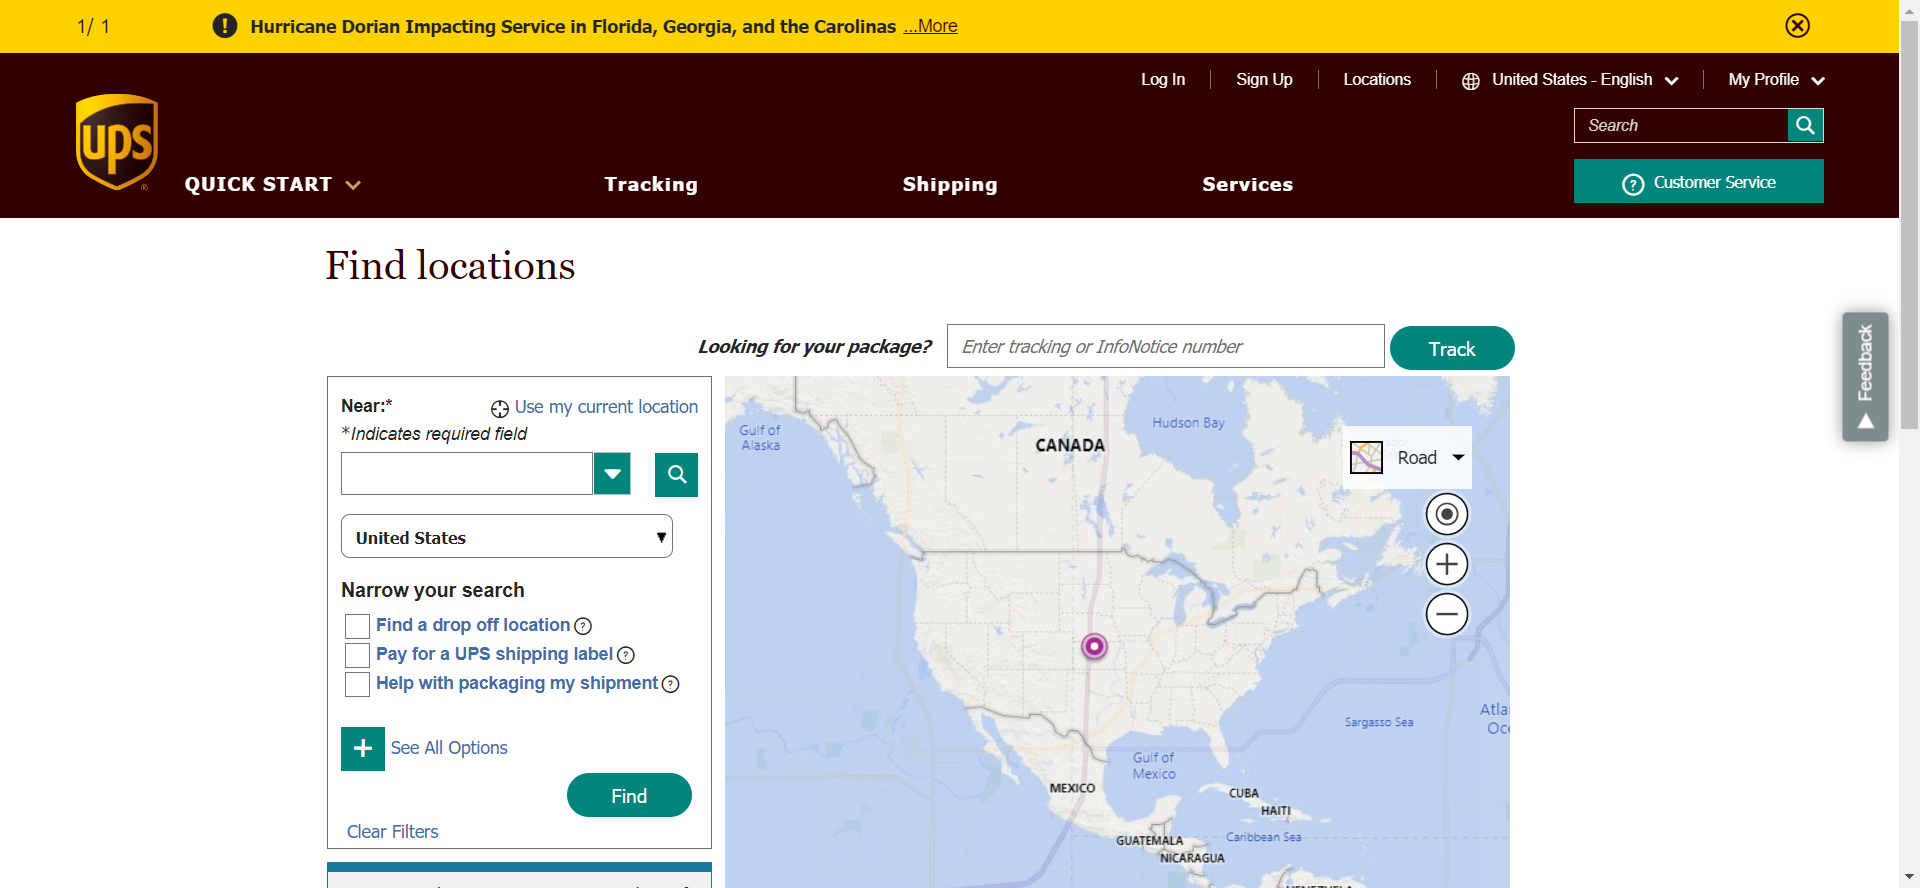 1/ 1
Hurricane Dorian Impacting Service in Florida, Georgia, and the Carolinas ...More
Log In
Sign Up
Locations
United States - English
My Profile
Search
ups
QUICK START
Tracking
Shipping
Services
Customer Service
Find locations
Looking for your package?
Enter tracking or InfoNotice number
Track
Feedback
Near:*
Use my current location
*Indicates required field
United States
Narrow your search
Find a drop off location
Pay for a UPS shipping label
Help with packaging my shipment
See All Options
Find
Clear Filters
Gulf of
Alaska
Hudson Bay
CANADA
Road
Sargasso Sea
Gulf of
Mexico
MEXICO
CUBA
HAITI
Caribbean Sea
GUATEMALA
NICARAGUA